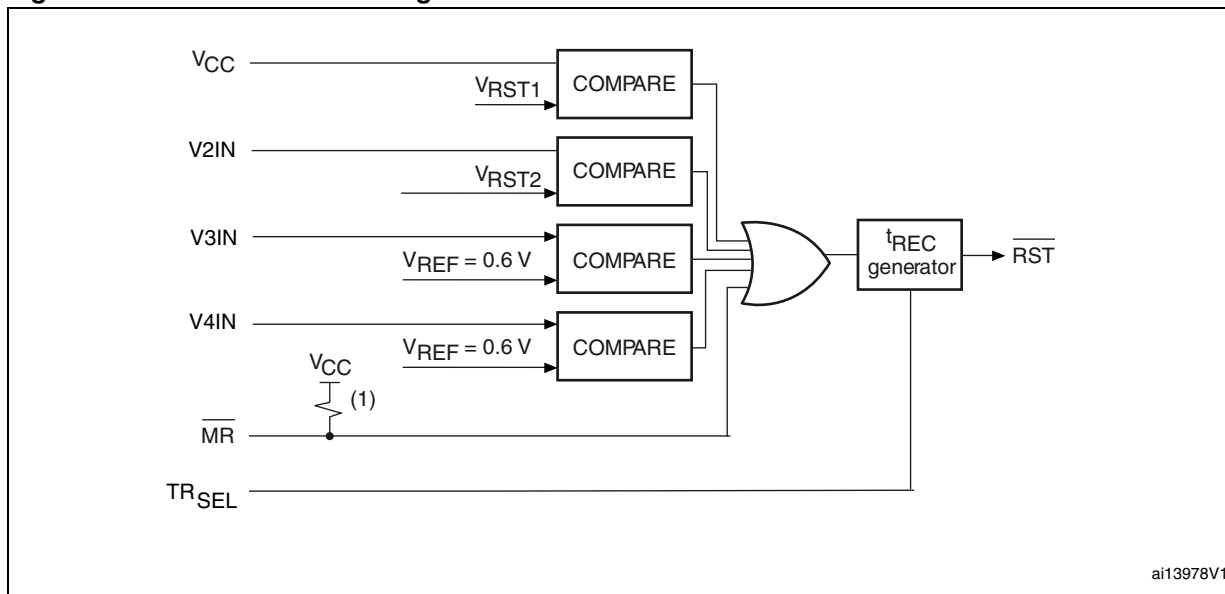 VCC
COMPARE
VRST1
V2IN
COMPARE
VRST2
V3IN
COMPARE
VREF = 0.6 V
tREC
generator
RST
V4IN
COMPARE
VREF = 0.6 V
VCC
(1)
MR
TRSEL
ai13978V1